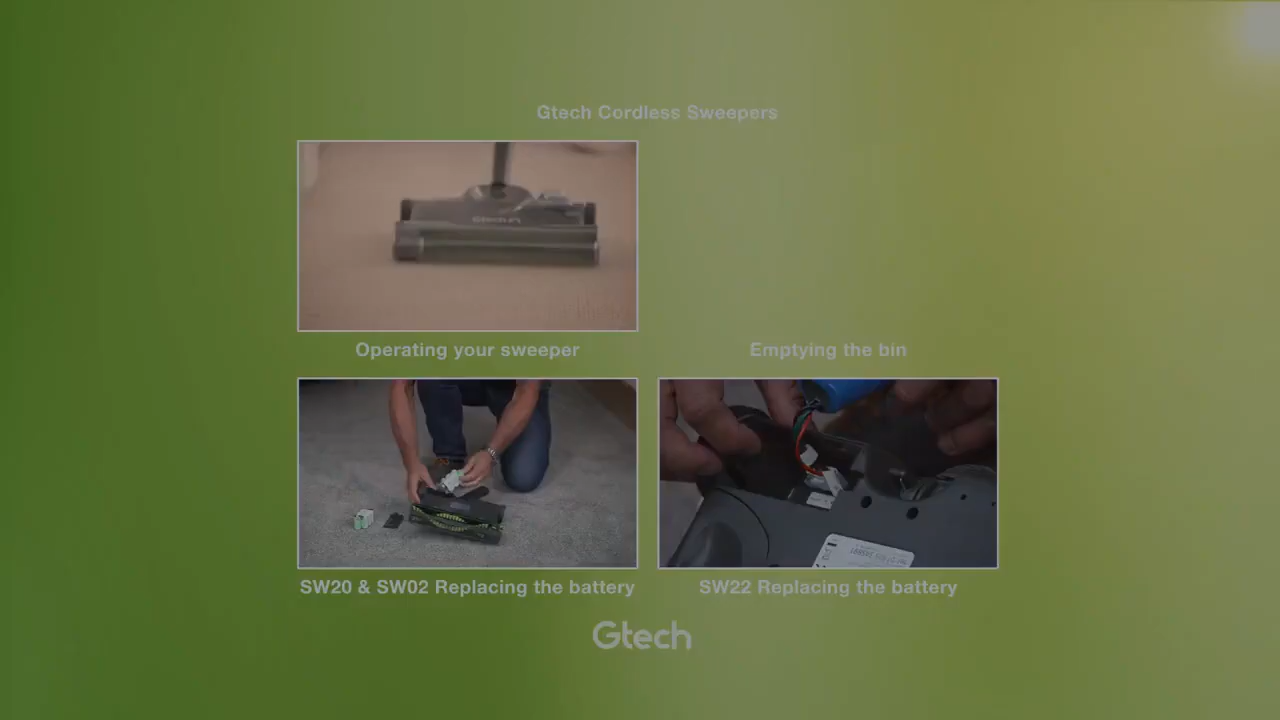 Gtech Cordless Sweepers
Gtech
Operating your sweeper
Emptying the bin
SW20 & SW02 Replacing the battery
SW22 Replacing the battery
Gtech